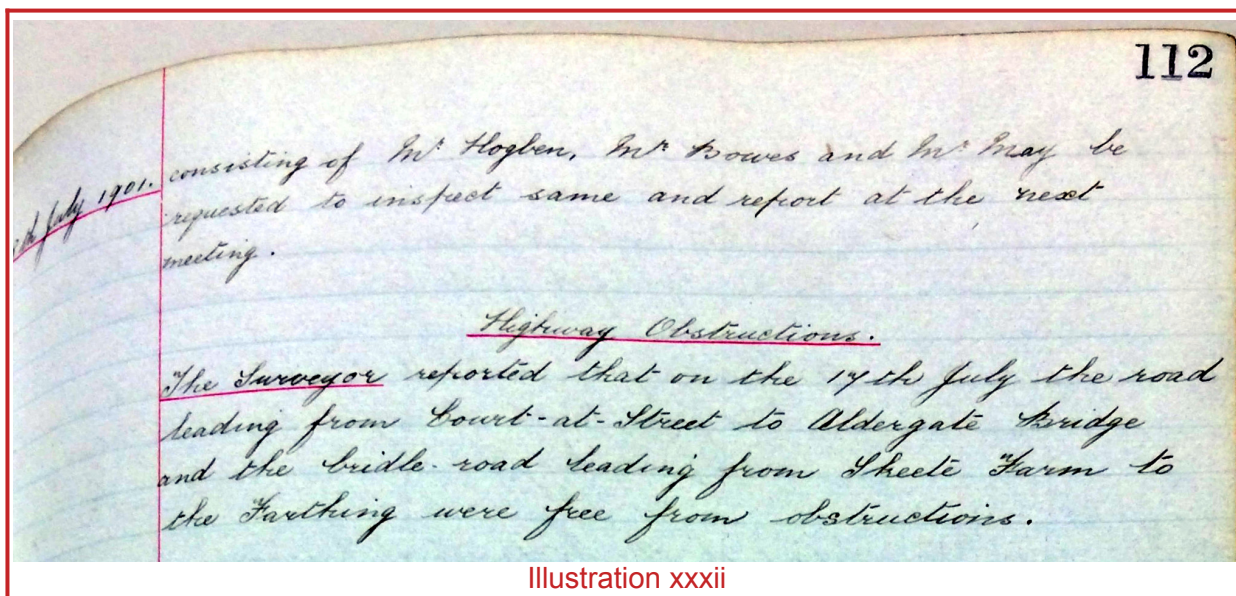 112
consisting of Mr Hogben, Mr Bowes and Mr May be
July 1901.
requested to inspect same and report at the next
meeting.
Highway Obstructions.
The Surveyor reported that on the 17th July the road
leading from Court-at-Street to Aldergate Bridge
and the bridle-road leading from Skeete Farm to
the Farthing were free from obstructions.
Illustration xxxii